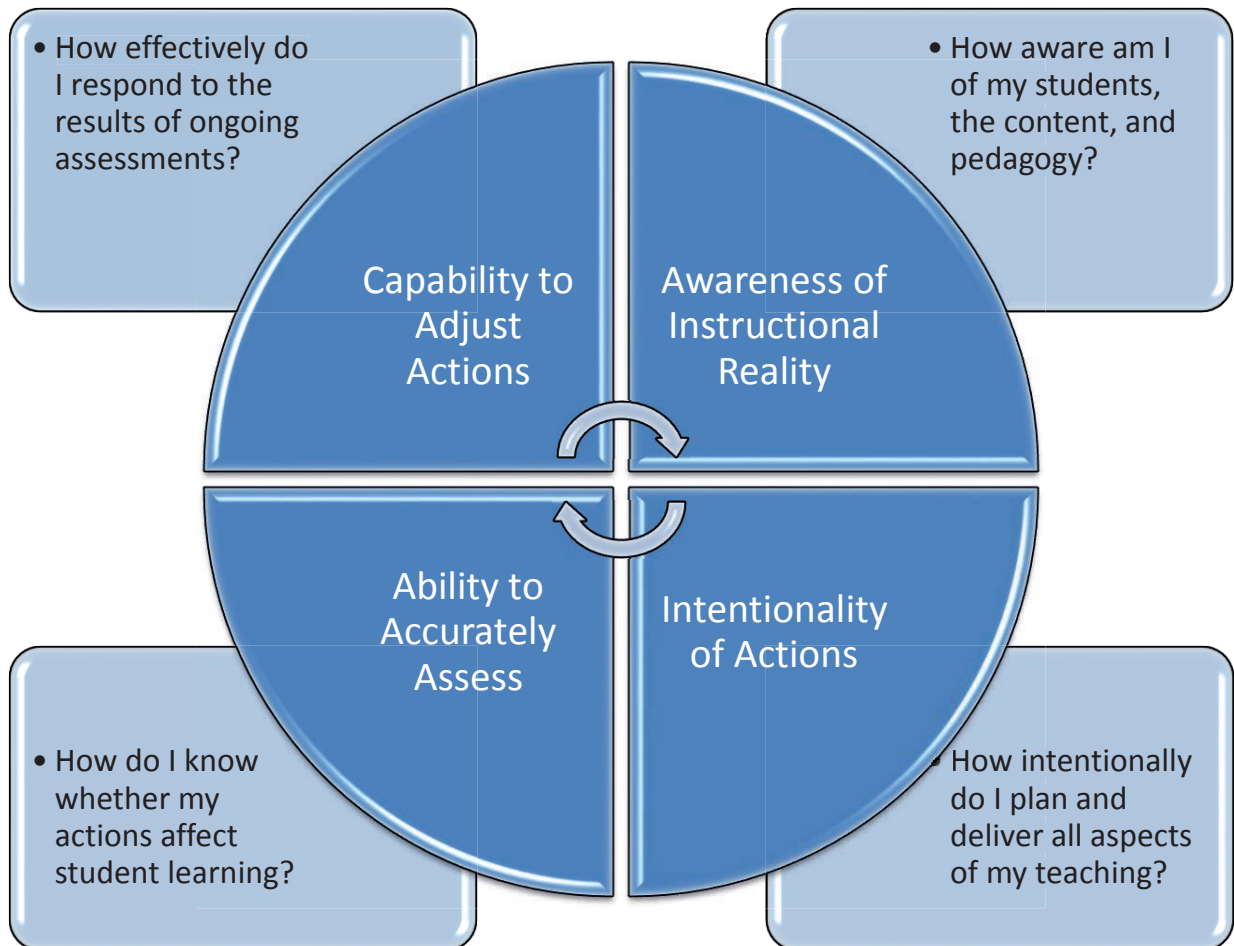 • How effectively do
I respond to the
results of ongoing
assessments?
• How aware am I
of my students,
the content, and
pedagogy?
Capability to
Adjust
Actions
Awareness of
Instructional
Reality
Ability to
Accurately
Assess
Intentionality
of Actions
• How do I know
whether my
actions affect
student learning?
• How intentionally
do I plan and
deliver all aspects
of my teaching?